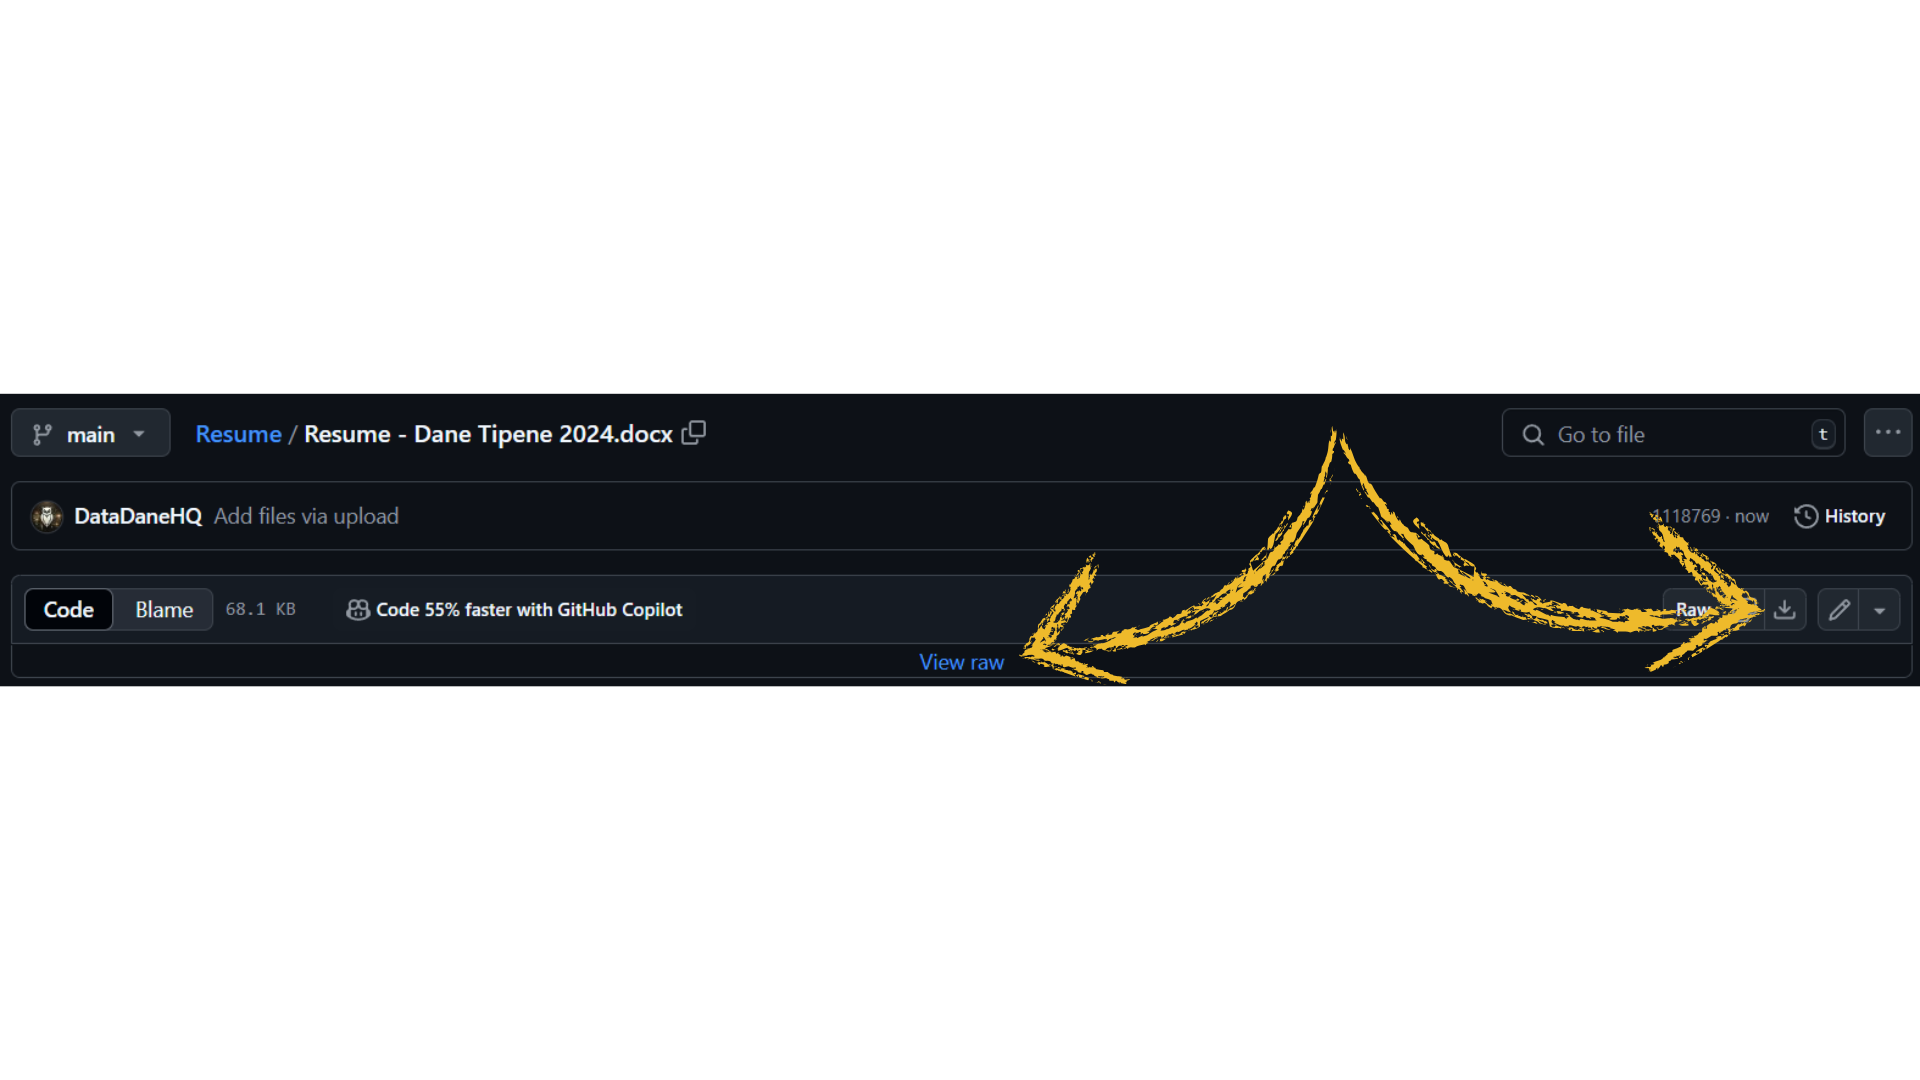 main Resume / Resume - Dane Tipene 2024.docx Go to file t
DataDaneHQ Add files via upload 1118769 · now History
Code Blame 68.1 KB Code 55% faster with GitHub Copilot Raw
View raw